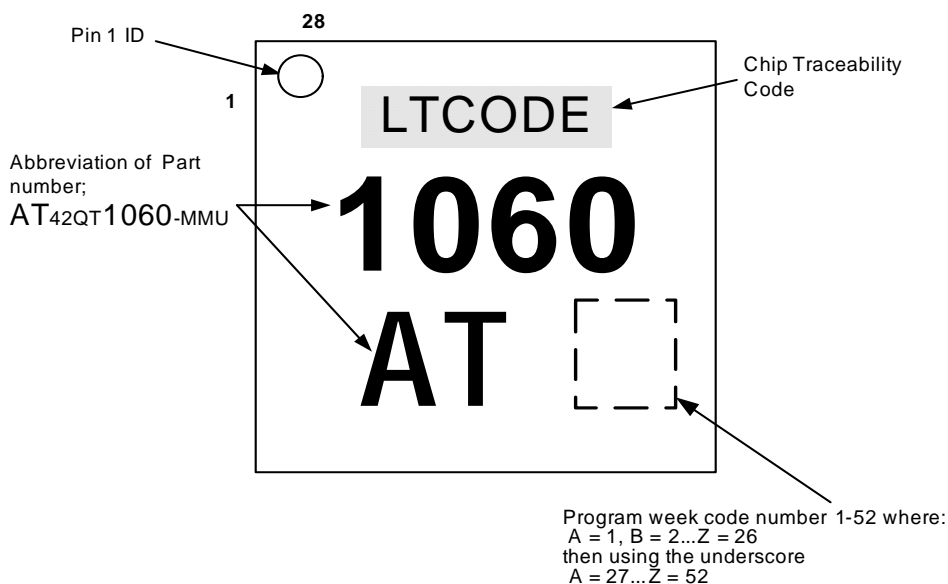 28
Pin 1 ID
Chip Traceability
Code
1
LTCODE
Abbreviation of Part
number;
AT42QT1060-MMU
1060
AT
Program week code number 1-52 where:
A = 1, B = 2...Z = 26
then using the underscore
A = 27...Z = 52